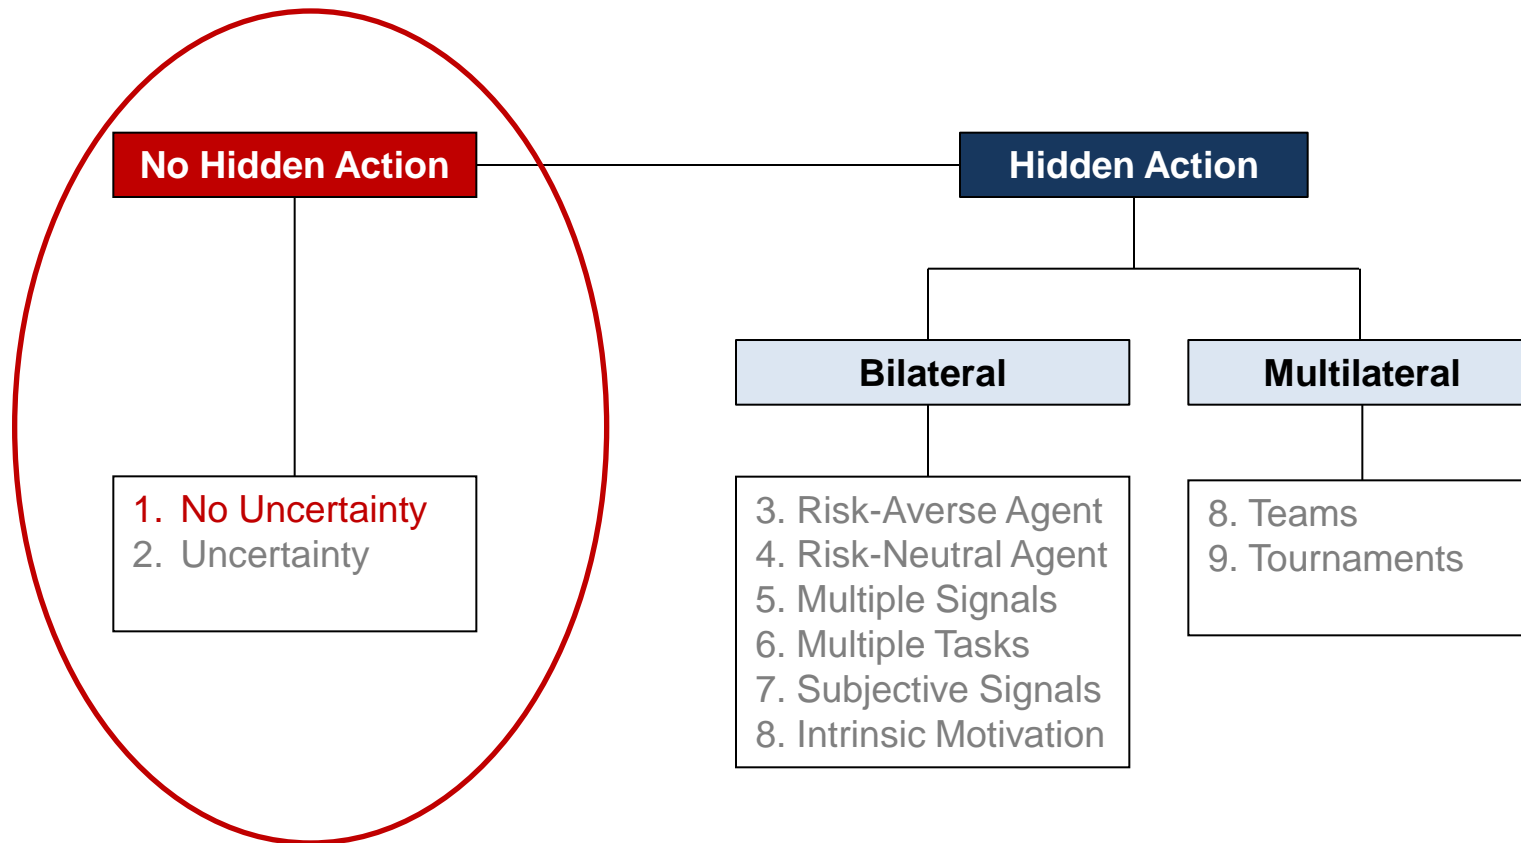 No Hidden Action
Hidden Action
Bilateral
Multilateral
1. No Uncertainty
2. Uncertainty
3. Risk-Averse Agent
4. Risk-Neutral Agent
5. Multiple Signals
6. Multiple Tasks
7. Subjective Signals
8. Intrinsic Motivation
8. Teams
9. Tournaments